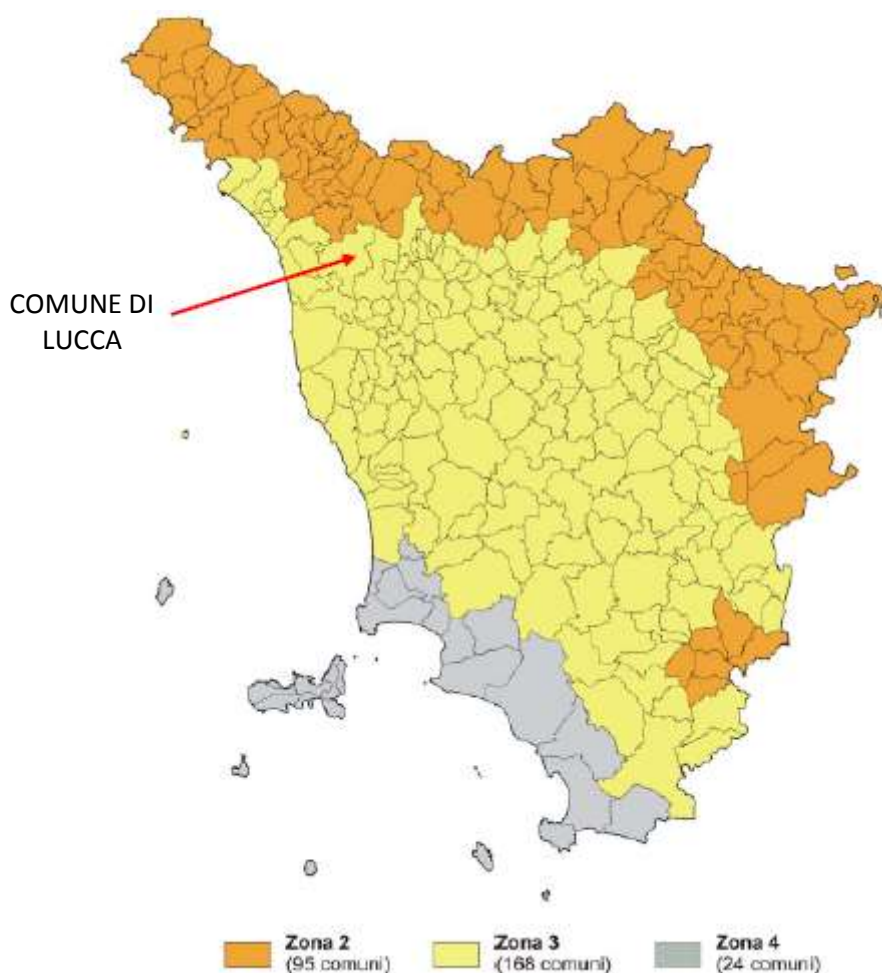 COMUNE DI
LUCCA
Zona 2
(95 comuni)
Zona 3
(168 comuni)
Zona 4
(24 comuni)